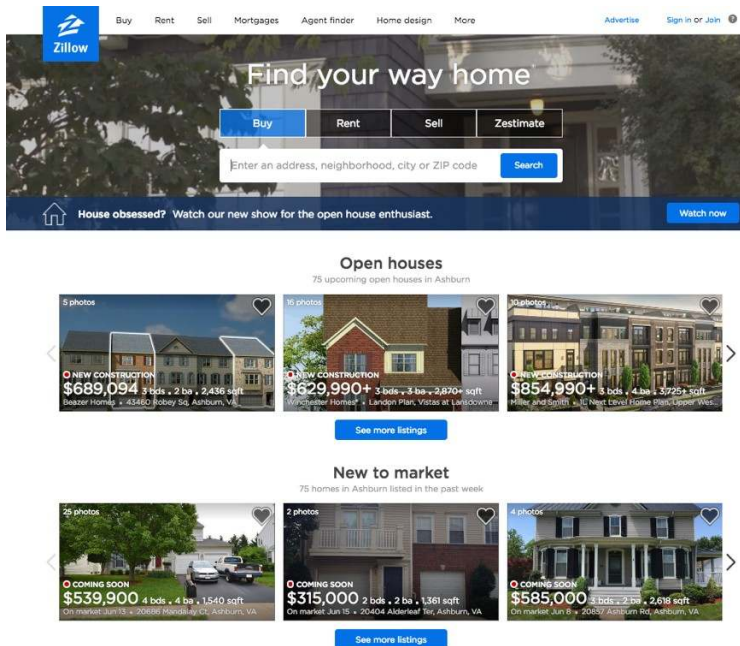 Zillow
Buy Rent Sell Mortgages Agent finder Home design More Advertise Sign in or Join ?
Find your way home
Buy Rent Sell Zestimate
Enter an address, neighborhood, city or ZIP code Search
House obsessed? Watch our new show for the open house enthusiast. Watch now
Open houses
75 upcoming open houses in Ashburn
5 photos
NEW CONSTRUCTION
$689,094 3 bds . 2 ba . 2,436 sqft
Beazer Homes • 43460 Robey Sq, Ashburn, VA
16 photos
NEW CONSTRUCTION
$629,990+ 3 bds . 3 ba . 2,870+ sqft
Winchester Homes • Landon Plan, Vistas at Lansdowne
10 photos
NEW CONSTRUCTION
$854,990+ 3 bds . 4 ba . 3,725+ sqft
Miller and Smith • Next Level Home Plan, Upper Wes...
See more listings
New to market
75 homes in Ashburn listed in the past week
25 photos
COMING SOON
$539,900 4 bds . 4 ba . 1,540 sqft
On market Jun 13 • 20686 Mandalay Ct, Ashburn, VA
2 photos
COMING SOON
$315,000 2 bds . 2 ba . 1,361 sqft
On market Jun 15 • 20404 Alderleaf Ter, Ashburn, VA
4 photos
COMING SOON
$585,000 3 bds . 2 ba . 2,618 sqft
On market Jun 8 • 20857 Ashburn Rd, Ashburn, VA
See more listings